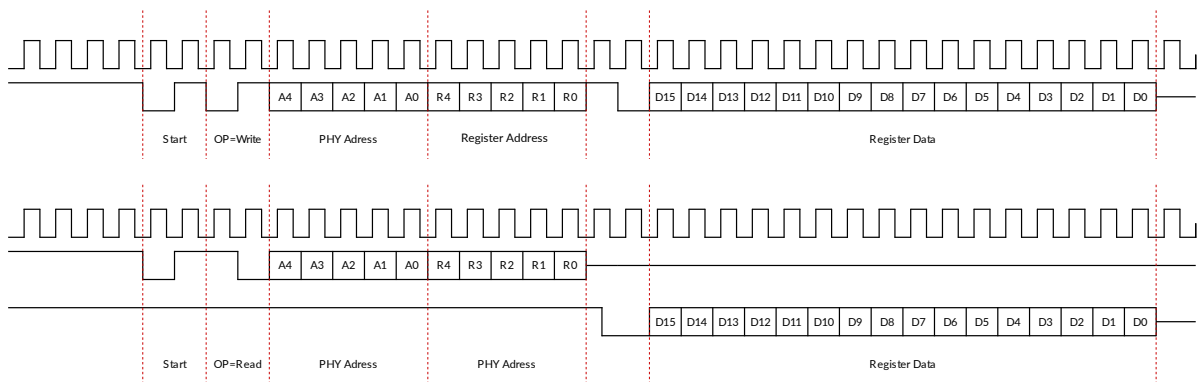 A4 A3 A2 A1 A0 R4 R3 R2 R1 R0 D15 D14 D13 D12 D11 D10 D9 D8 D7 D6 D5 D4 D3 D2 D1 D0
Start OP=Write PHY Adress Register Address Register Data
A4 A3 A2 A1 A0 R4 R3 R2 R1 R0
D15 D14 D13 D12 D11 D10 D9 D8 D7 D6 D5 D4 D3 D2 D1 D0
Start OP=Read PHY Adress PHY Adress Register Data